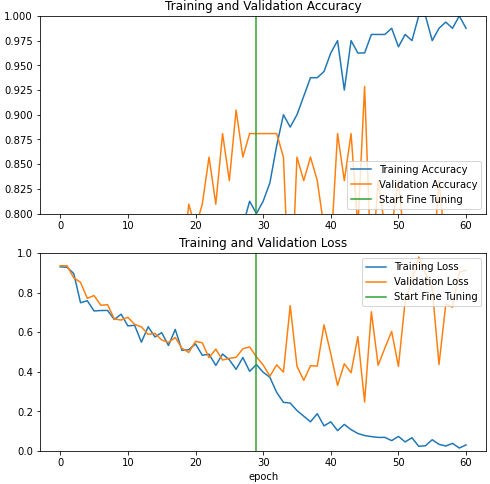 Training and Validation Accuracy
1.000
0.975
0.950
0.925
0.900
0.875
0.850
0.825
0.800
Training Accuracy
Validation Accuracy
Start Fine Tuning
0 10 20 30 40 50 60
Training and Validation Loss
1.0
0.8
0.6
0.4
0.2
0.0
Training Loss
Validation Loss
Start Fine Tuning
0 10 20 30 40 50 60
epoch